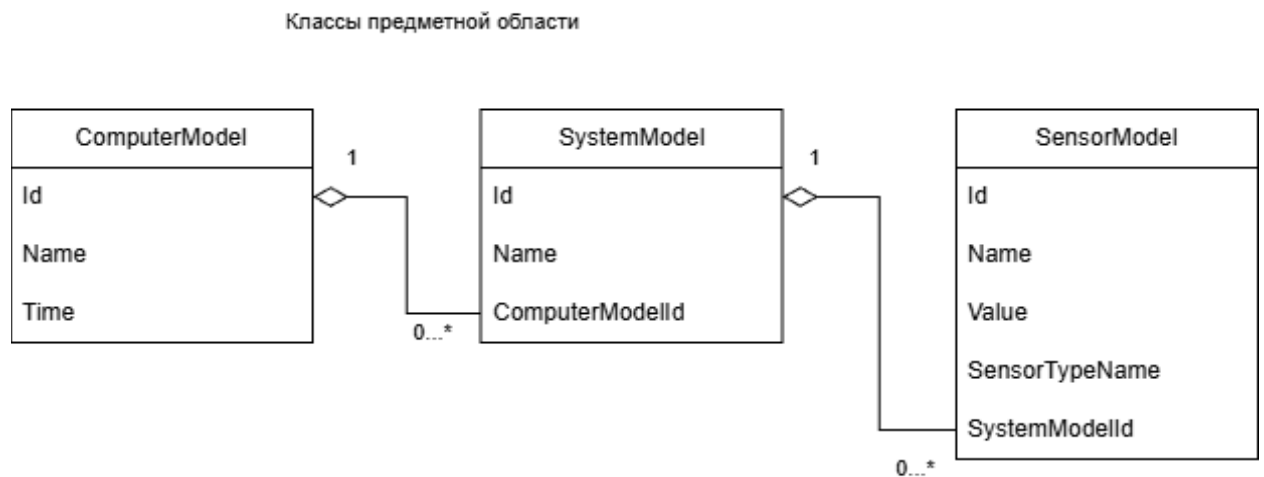 Классы предметной области
ComputerModel
Id
Name
Time
1
0...*
SystemModel
Id
Name
ComputerModelId
1
0...*
SensorModel
Id
Name
Value
SensorTypeName
SystemModelId